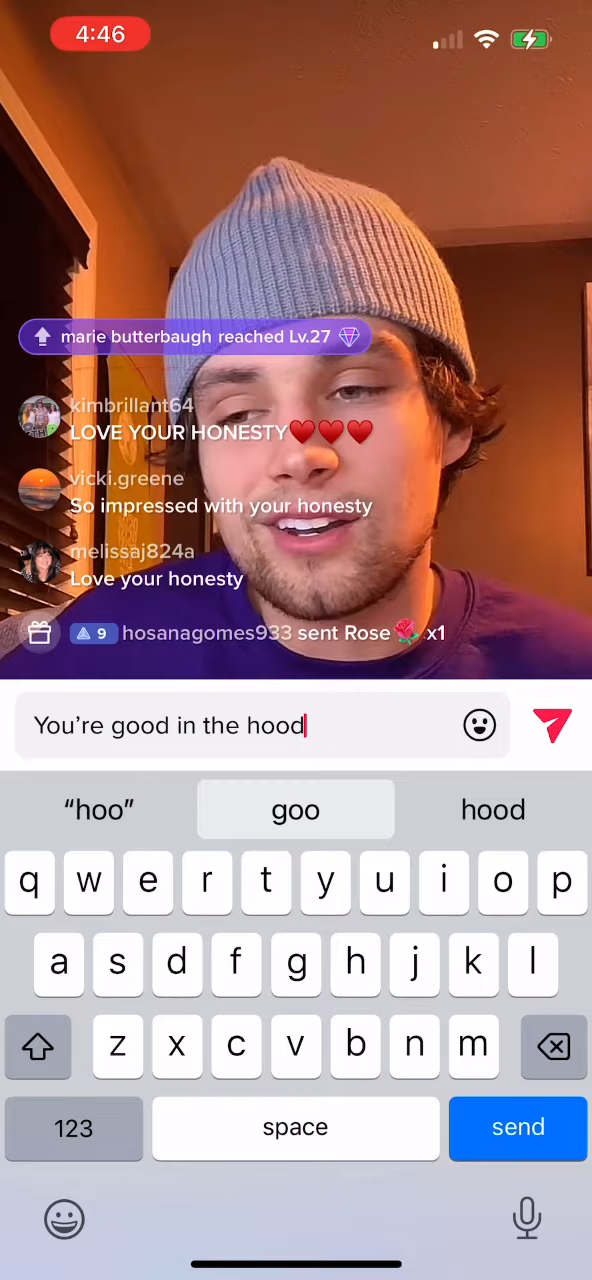 4:46
marie butterbaugh reached Lv.27
kimbrillant64
LOVE YOUR HONESTY❤️❤️❤️
vicki.greene
So impressed with your honesty
melissaj824a
Love your honesty
9 hosanagomes933 sent Rose 🌹 x1
You’re good in the hood
“hoo” goo hood
q w e r t y u i o p
a s d f g h j k l
z x c v b n m
123 space send